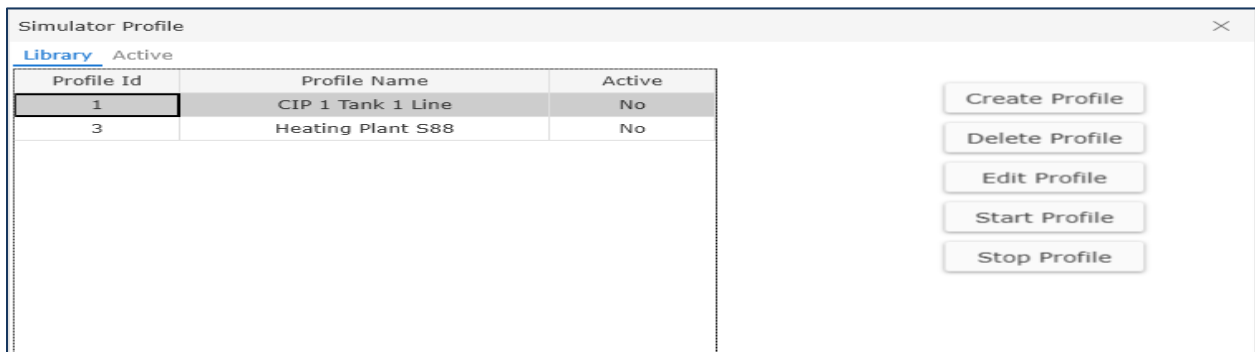 Simulator Profile
Library Active
Profile Id Profile Name Active
1 CIP 1 Tank 1 Line No
3 Heating Plant S88 No
Create Profile
Delete Profile
Edit Profile
Start Profile
Stop Profile